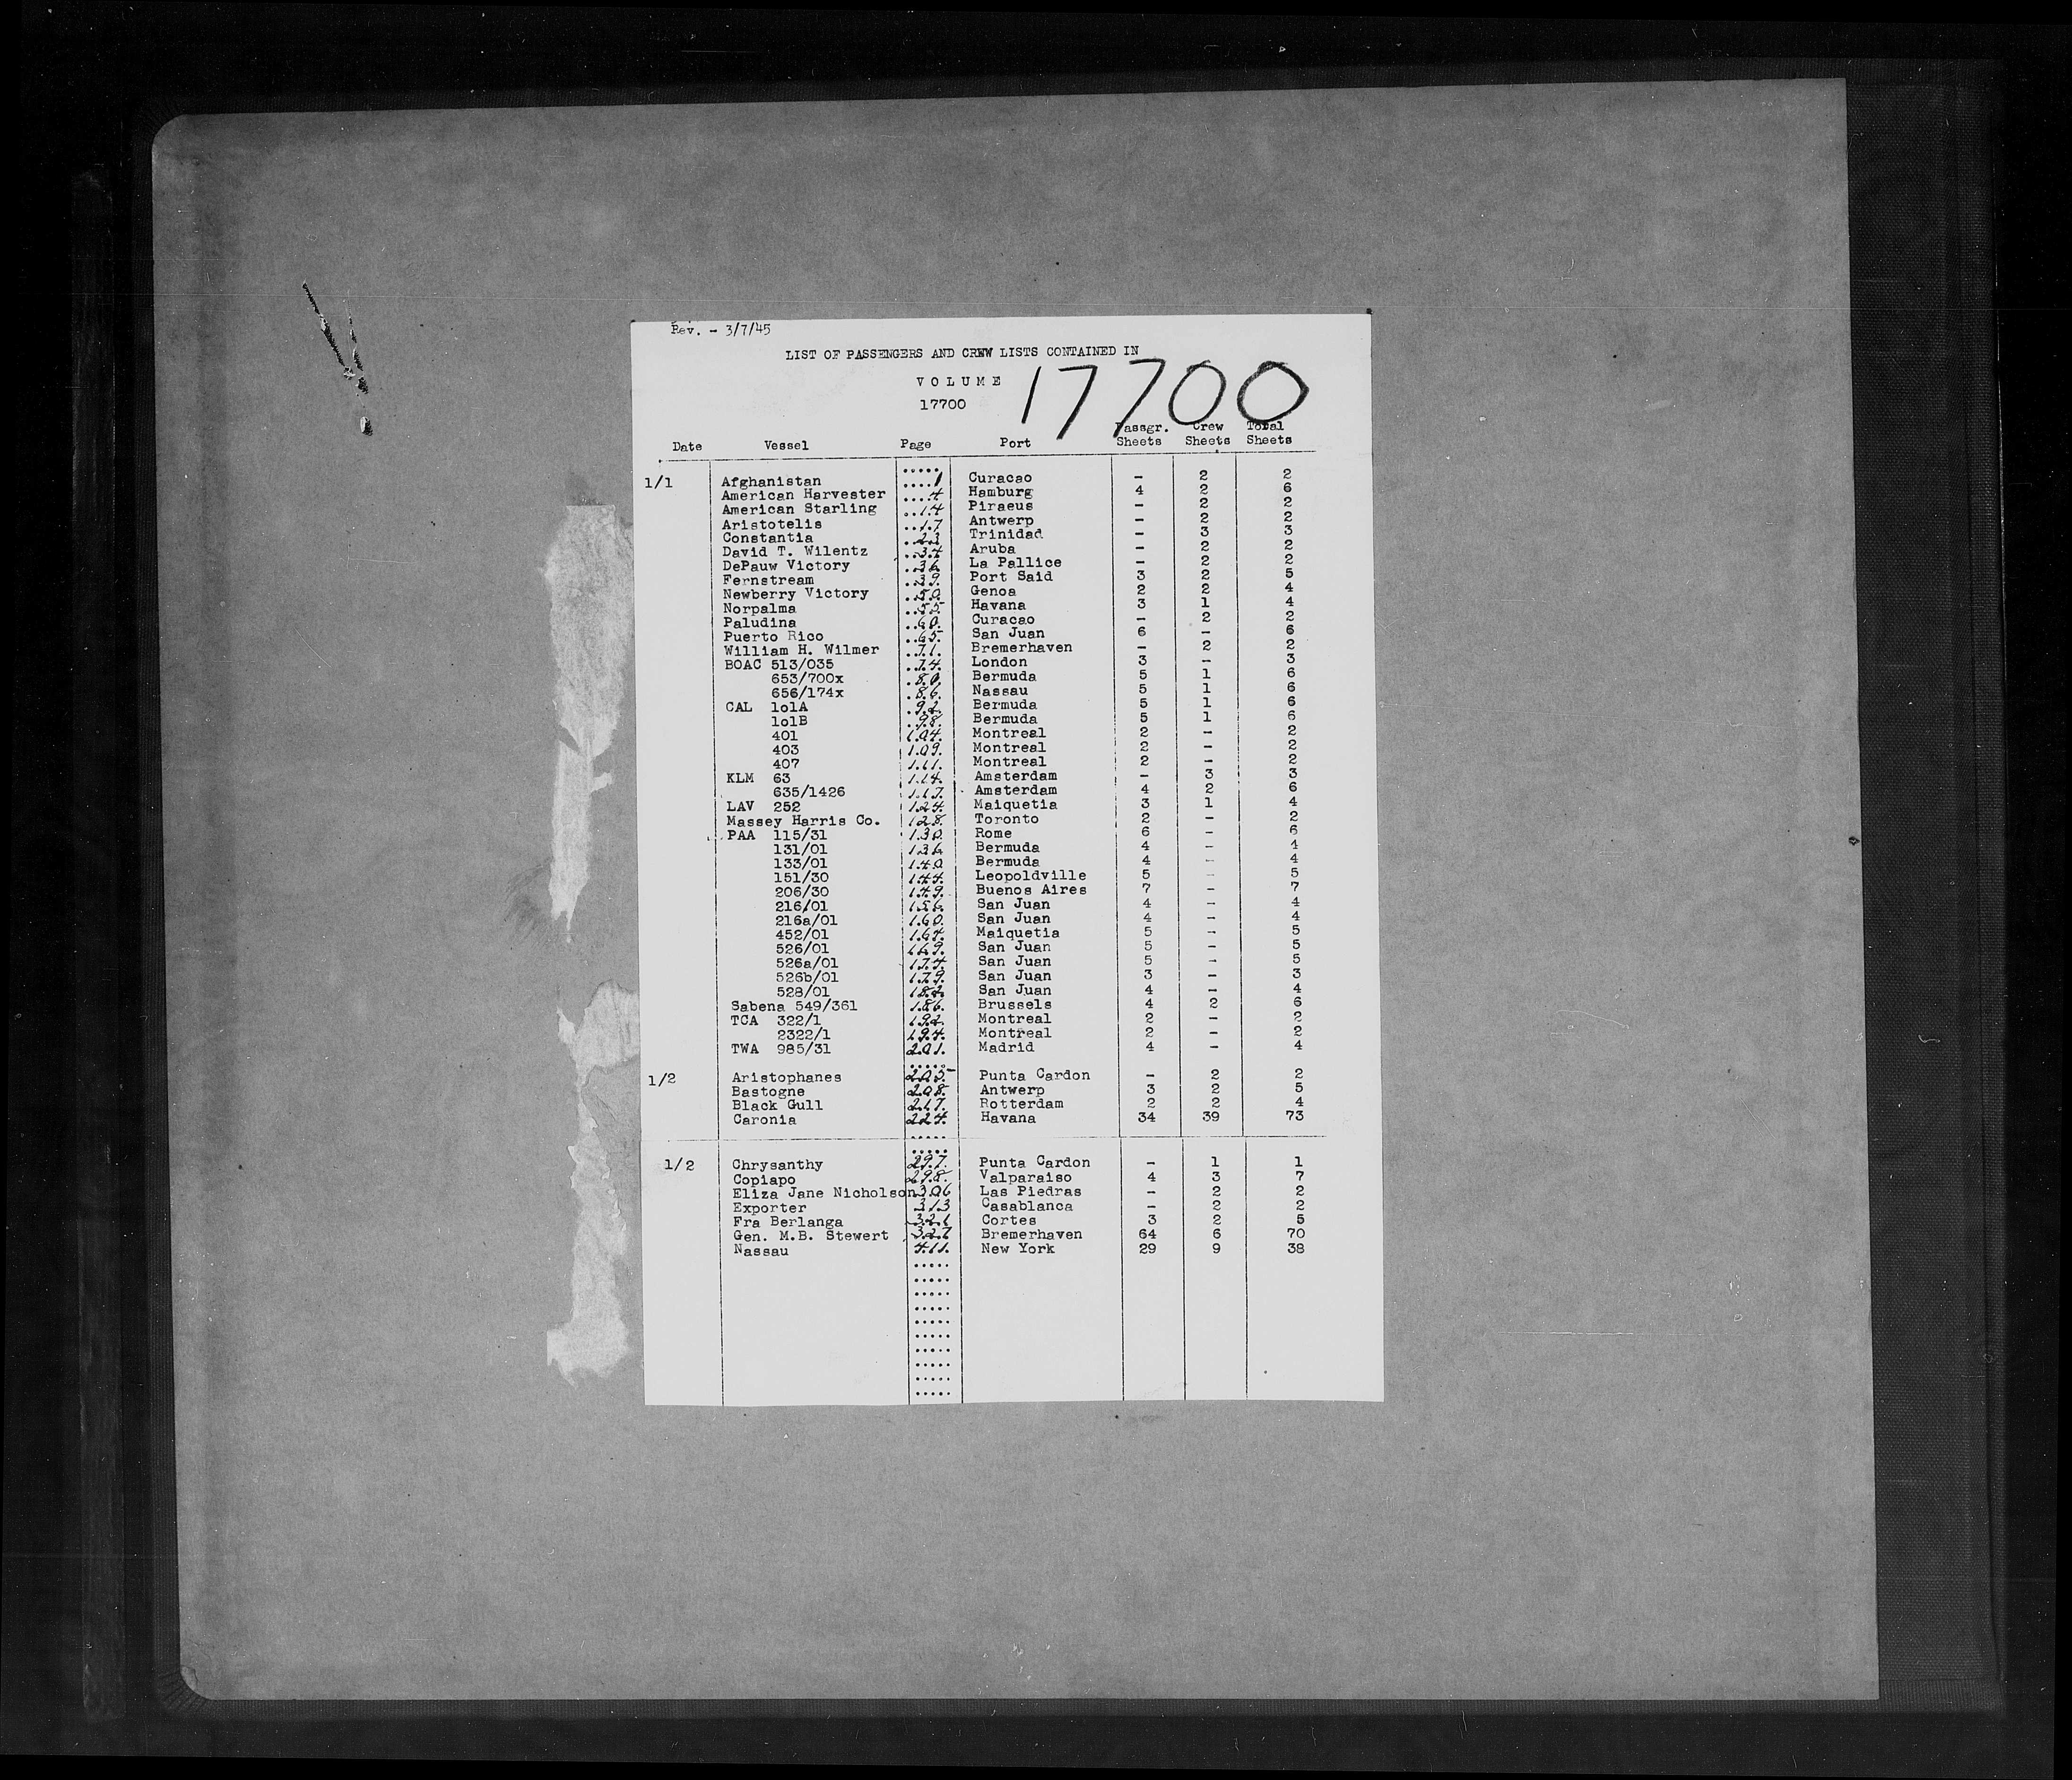 Rev. - 3/7/45
LIST OF PASSENGERS AND CREW LISTS CONTAINED IN
VOLUME 17700
17700
Date Vessel Page Port Passgr. Sheets Crew Sheets Total Sheets
1/1 Afghanistan 1 Curacao - 2 2
American Harvester 4 Hamburg 4 2 6
American Starling 14 Piraeus - 2 2
Aristotelis 17 Antwerp - 2 2
Constantia 23 Trinidad - 3 3
David T. Wilentz 34 Aruba - 2 2
DePauw Victory 36 La Pallice - 2 2
Fernstream 39 Port Said 3 2 5
Newberry Victory 50 Genoa 2 2 4
Norpalma 55 Havana 3 1 4
Paludina 60 Curacao - 2 2
Puerto Rico 65 San Juan 6 - 6
William H. Wilmer 71 Bremerhaven - 2 2
BOAC 513/035 74 London 3 - 3
653/700x 80 Bermuda 5 1 6
656/174x 86 Nassau 5 1 6
CAL 1o1A 92 Bermuda 5 1 6
1o1B 98 Bermuda 5 1 6
401 104 Montreal 2 - 2
403 109 Montreal 2 - 2
407 111 Montreal 2 - 2
KLM 63 114 Amsterdam - 3 3
635/1426 117 Amsterdam 4 2 6
LAV 252 124 Maiquetia 3 1 4
Massey Harris Co. 128 Toronto 2 - 2
PAA 115/31 130 Rome 6 - 6
131/01 136 Bermuda 4 - 4
133/01 140 Bermuda 4 - 4
151/30 144 Leopoldville 5 - 5
206/30 149 Buenos Aires 7 - 7
216/01 156 San Juan 4 - 4
216a/01 160 San Juan 4 - 4
452/01 164 Maiquetia 5 - 5
526/01 169 San Juan 5 - 5
526a/01 174 San Juan 5 - 5
526b/01 179 San Juan 3 - 3
528/01 182 San Juan 4 - 4
Sabena 549/361 186 Brussels 4 2 6
TCA 322/1 192 Montreal 2 - 2
2322/1 194 Montreal 2 - 2
TWA 985/31 201 Madrid 4 - 4
1/2 Aristophanes 205 Punta Cardon - 2 2
Bastogne 208 Antwerp 3 2 5
Black Gull 217 Rotterdam 2 2 4
Caronia 224 Havana 34 39 73
1/2 Chrysanthy 297 Punta Cardon - 1 1
Copiapo 298 Valparaiso 4 3 7
Eliza Jane Nicholson 306 Las Piedras - 2 2
Exporter 313 Casablanca - 2 2
Fra Berlanga 321 Cortes 3 2 5
Gen. M.B. Stewert 327 Bremerhaven 64 6 70
Nassau 411 New York 29 9 38